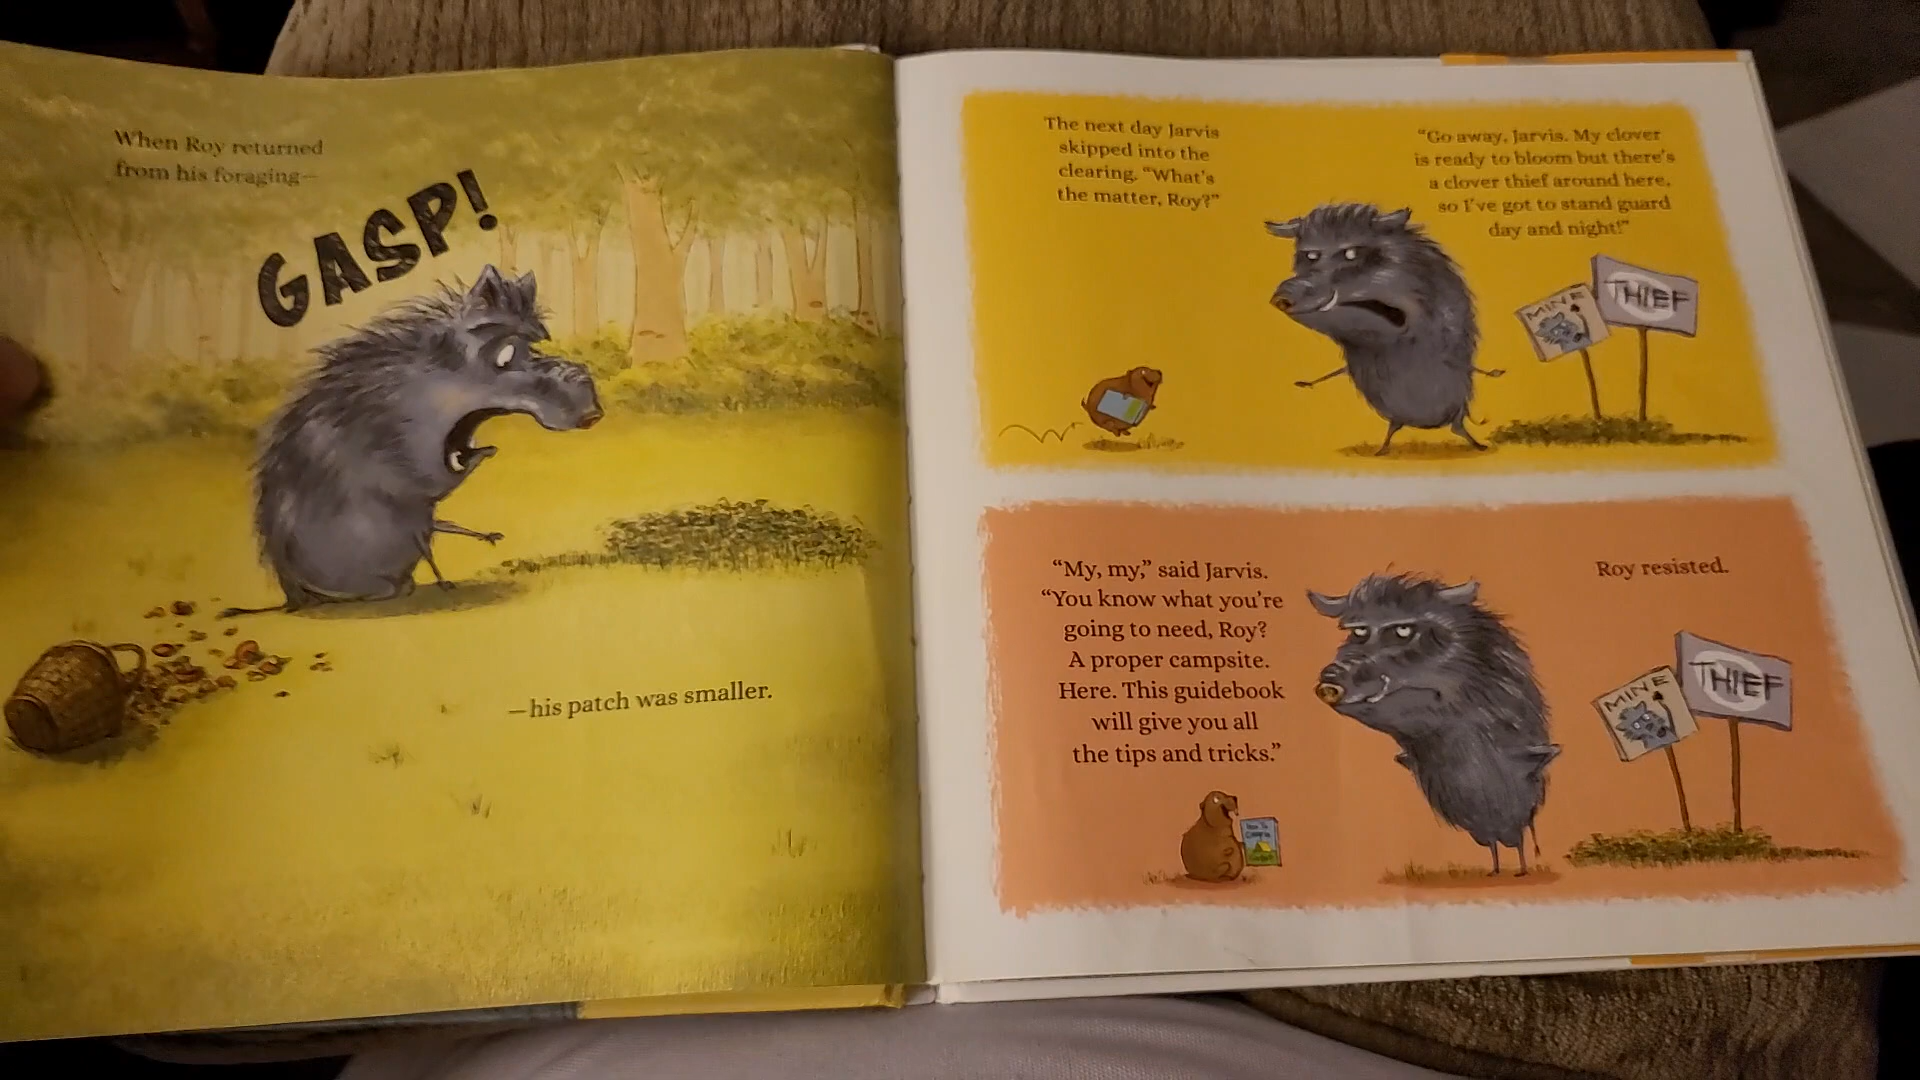 When Roy returned
from his foraging—
GASP!
—his patch was smaller.
The next day Jarvis
skipped into the
clearing. “What’s
the matter, Roy?”
“Go away, Jarvis. My clover
is ready to bloom but there’s
a clover thief around here,
so I’ve got to stand guard
day and night!”
MINE
THIEF
“My, my,” said Jarvis.
“You know what you’re
going to need, Roy?
A proper campsite.
Here. This guidebook
will give you all
the tips and tricks.”
Roy resisted.
MINE
THIEF
How To